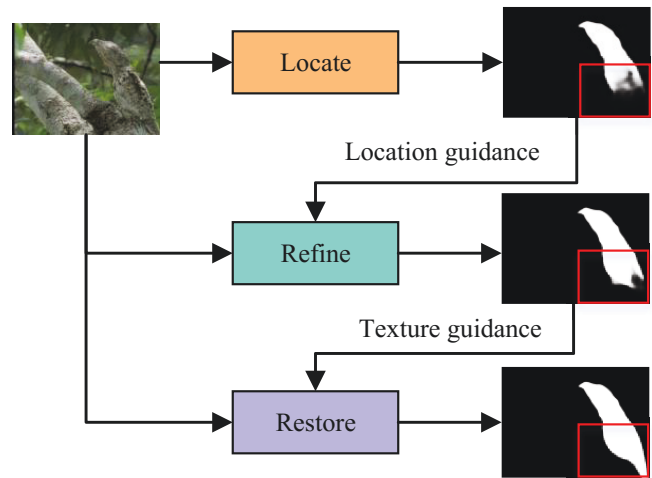 Locate
Location guidance
Refine
Texture guidance
Restore